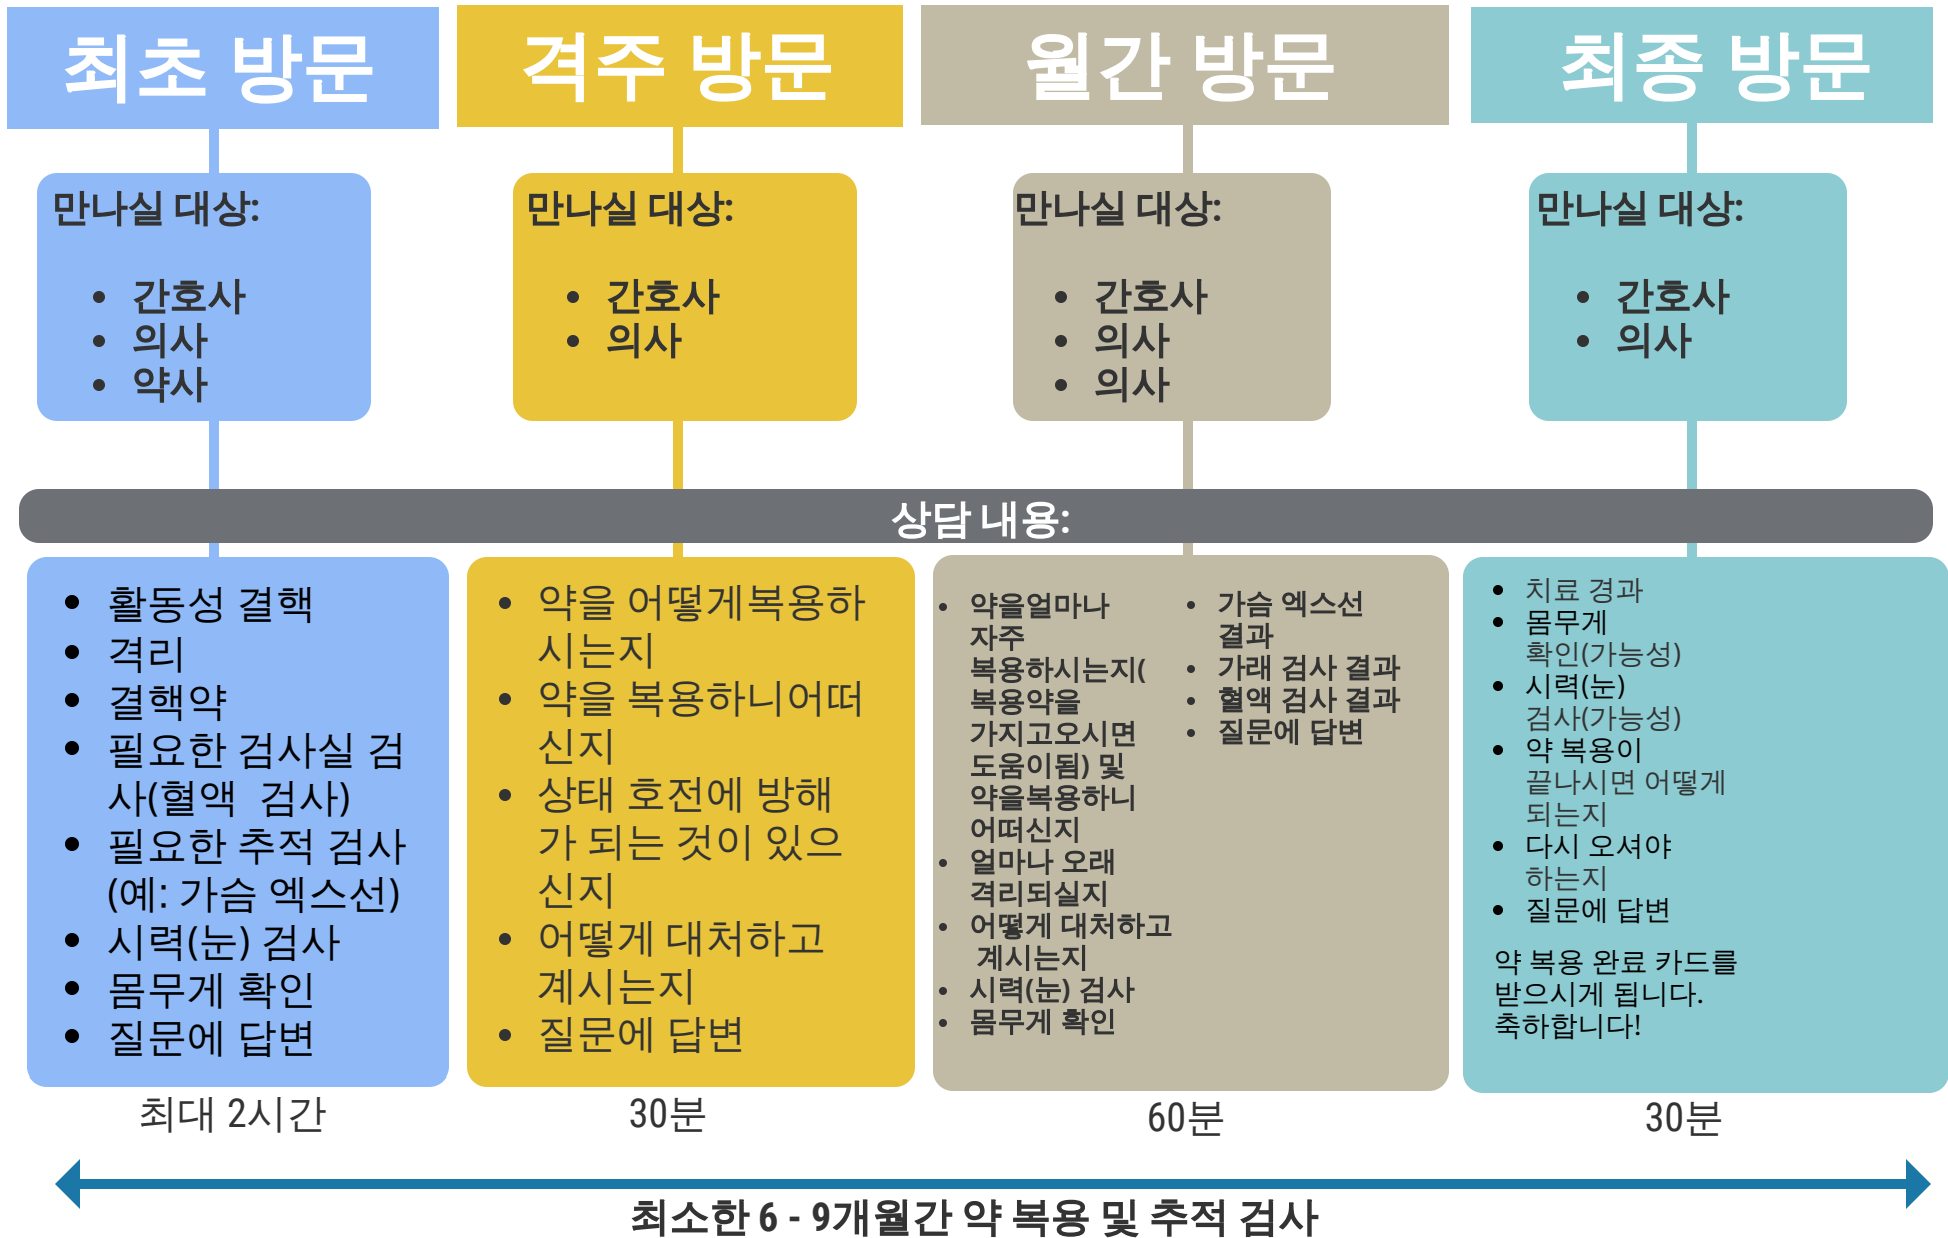 최초 방문
만나실 대상:
• 간호사
• 의사
• 약사
격주 방문
만나실 대상:
• 간호사
• 의사
월간 방문
만나실 대상:
• 간호사
• 의사
• 의사
최종 방문
만나실 대상:
• 간호사
• 의사
상담 내용:
• 활동성 결핵
• 격리
• 결핵약
• 필요한 검사실 검
사(혈액 검사)
• 필요한 추적 검사
(예: 가슴 엑스선)
• 시력(눈) 검사
• 몸무게 확인
• 질문에 답변
최대 2시간
• 약을 어떻게복용하
시는지
• 약을 복용하니어떠
신지
• 상태 호전에 방해
가 되는 것이 있으
신지
• 어떻게 대처하고
계시는지
• 질문에 답변
30분
• 약을얼마나
자주
복용하시는지(
복용약을
가지고오시면
도움이됨) 및
약을복용하니
어떠신지
• 얼마나 오래
격리되실지
• 어떻게 대처하고
계시는지
• 시력(눈) 검사
• 몸무게 확인
• 가슴 엑스선
결과
• 가래 검사 결과
• 혈액 검사 결과
• 질문에 답변
60분
• 치료 경과
• 몸무게
확인(가능성)
• 시력(눈)
검사(가능성)
• 약 복용이
끝나시면 어떻게
되는지
• 다시 오셔야
하는지
• 질문에 답변
약 복용 완료 카드를
받으시게 됩니다.
축하합니다!
30분
최소한 6 - 9개월간 약 복용 및 추적 검사